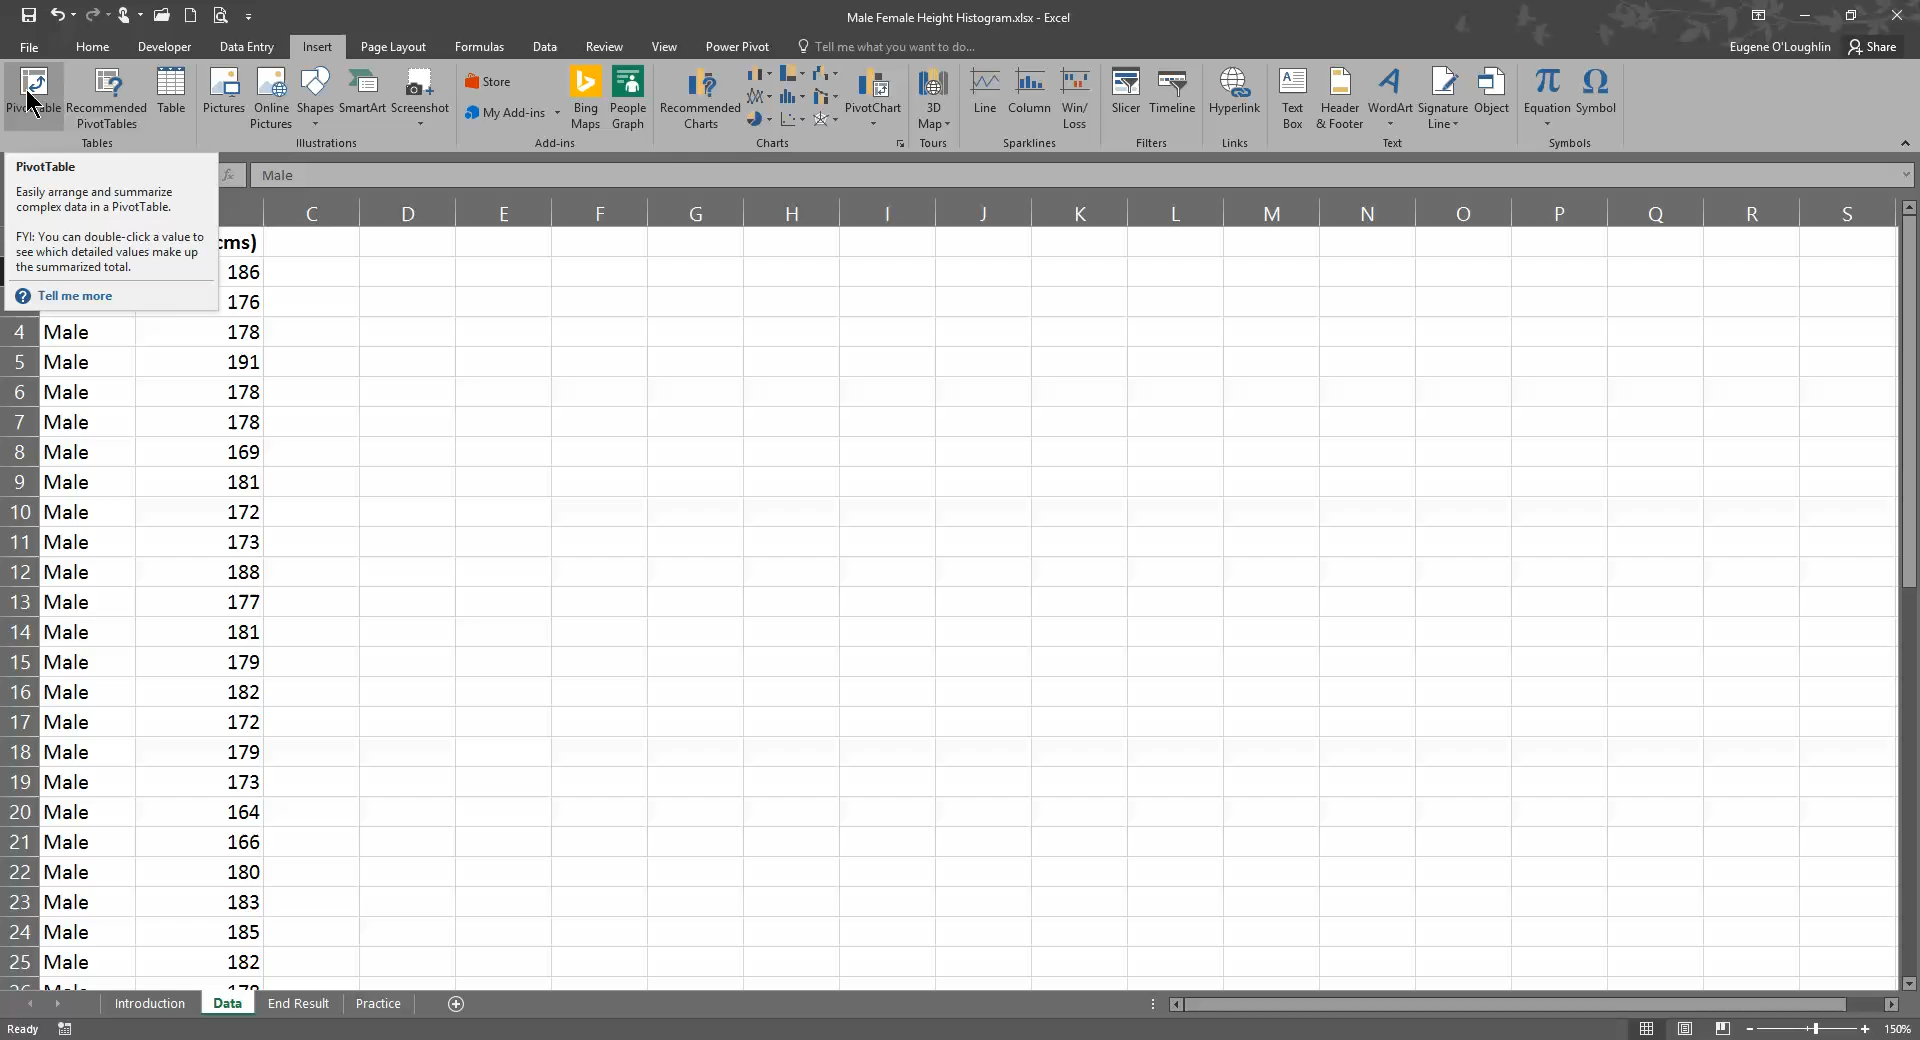 Male Female Height Histogram.xlsx - Excel
File Home Developer Data Entry Insert Page Layout Formulas Data Review View Power Pivot Tell me what you want to do... Eugene O'Loughlin Share
Recommended PivotTables
Table
Pictures
Online Pictures
Shapes
SmartArt
Screenshot
Store
My Add-ins
Bing Maps
People Graph
Recommended Charts
PivotChart
3D Map
Line
Column
Win/ Loss
Slicer
Timeline
Hyperlink
Text Box
Header & Footer
WordArt
Signature Line
Object
π Equation
Ω Symbol
Tables Illustrations Add-ins Charts Tours Sparklines Filters Links Text Symbols
PivotTable
Easily arrange and summarize
complex data in a PivotTable.
FYI: You can double-click a value to
see which detailed values make up
the summarized total.
? Tell me more
fx Male
C D E F G H I J K L M N O P Q R S
cms)
186
176
4 Male 178
5 Male 191
6 Male 178
7 Male 178
8 Male 169
9 Male 181
10 Male 172
11 Male 173
12 Male 188
13 Male 177
14 Male 181
15 Male 179
16 Male 182
17 Male 172
18 Male 179
19 Male 173
20 Male 164
21 Male 166
22 Male 180
23 Male 183
24 Male 185
25 Male 182
Introduction Data End Result Practice
Ready 150%